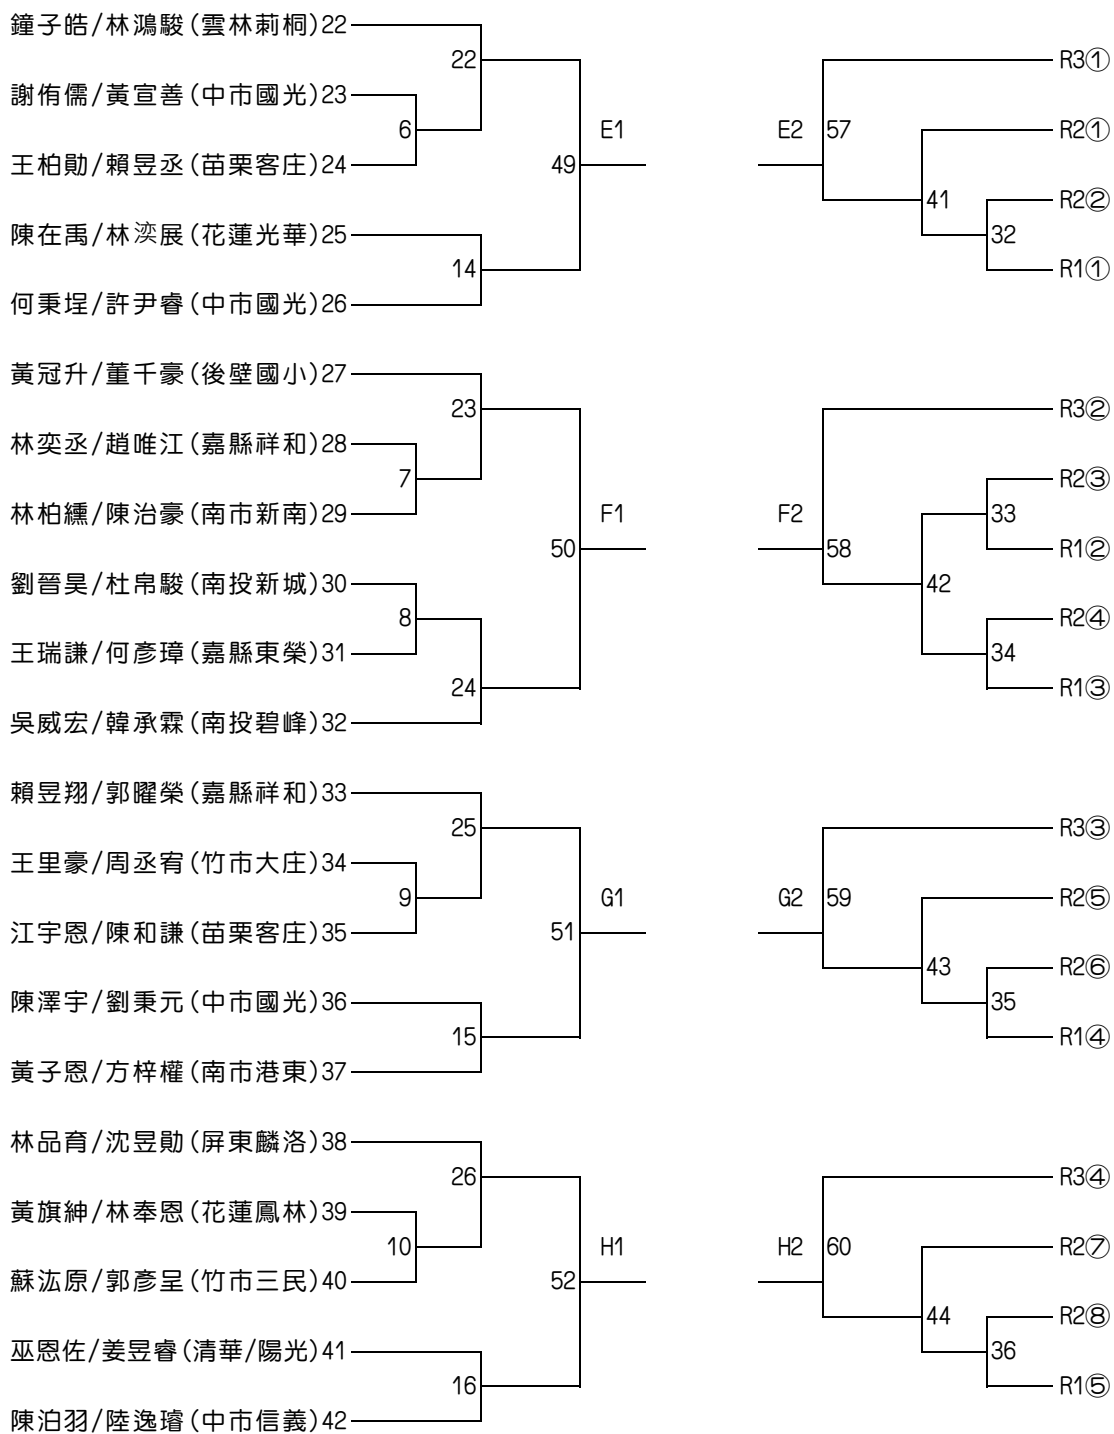 鐘子皓/林鴻駿(雲林莿桐)22
22
R3①
謝侑儒/黃宣善(中市國光)23
6 E1 E2 57 R2①
王柏勛/賴昱丞(苗栗客庄)24
49
41 R2②
陳在禹/林湙展(花蓮光華)25
32
14 R1①
何秉埕/許尹睿(中市國光)26
黃冠升/董千豪(後壁國小)27
23 R3②
林奕丞/趙唯江(嘉縣祥和)28
7 R2③
林柏纁/陳治豪(南市新南)29 F1 F2 33
50 58 R1②
劉晉昊/杜帛駿(南投新城)30 42
8 R2④
王瑞謙/何彥璋(嘉縣東榮)31 34
24 R1③
吳威宏/韓承霖(南投碧峰)32
賴昱翔/郭曜榮(嘉縣祥和)33
25 R3③
王里豪/周丞宥(竹市大庄)34
9 G1 G2 59 R2⑤
江宇恩/陳和謙(苗栗客庄)35 51
43 R2⑥
陳澤宇/劉秉元(中市國光)36 35
15 R1④
黃子恩/方梓權(南市港東)37
林品育/沈昱勛(屏東麟洛)38
26 R3④
黃旗紳/林奉恩(花蓮鳳林)39
10 H1 H2 60 R2⑦
蘇汯原/郭彥呈(竹市三民)40 52
44 R2⑧
巫恩佐/姜昱睿(清華/陽光)41 36
16 R1⑤
陳泊羽/陸逸璿(中市信義)42